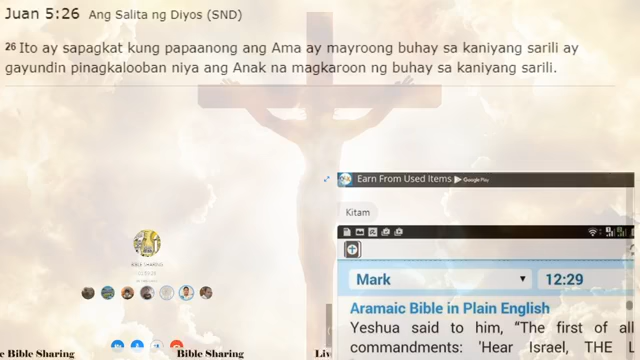 Juan 5:26 Ang Salita ng Diyos (SND)
26 Ito ay sapagkat kung papaanong ang Ama ay mayroong buhay sa kaniyang sarili ay
gayundin pinagkalooban niya ang Anak na magkaroon ng buhay sa kaniyang sarili.
Earn From Used Items Google Play
Kitam
BIBLE SHARING
Mark 12:29
Aramaic Bible in Plain English
Yeshua said to him, “The first of all
commandments: 'Hear Israel, THE L
e Bible Sharing Bible Sharing Liv